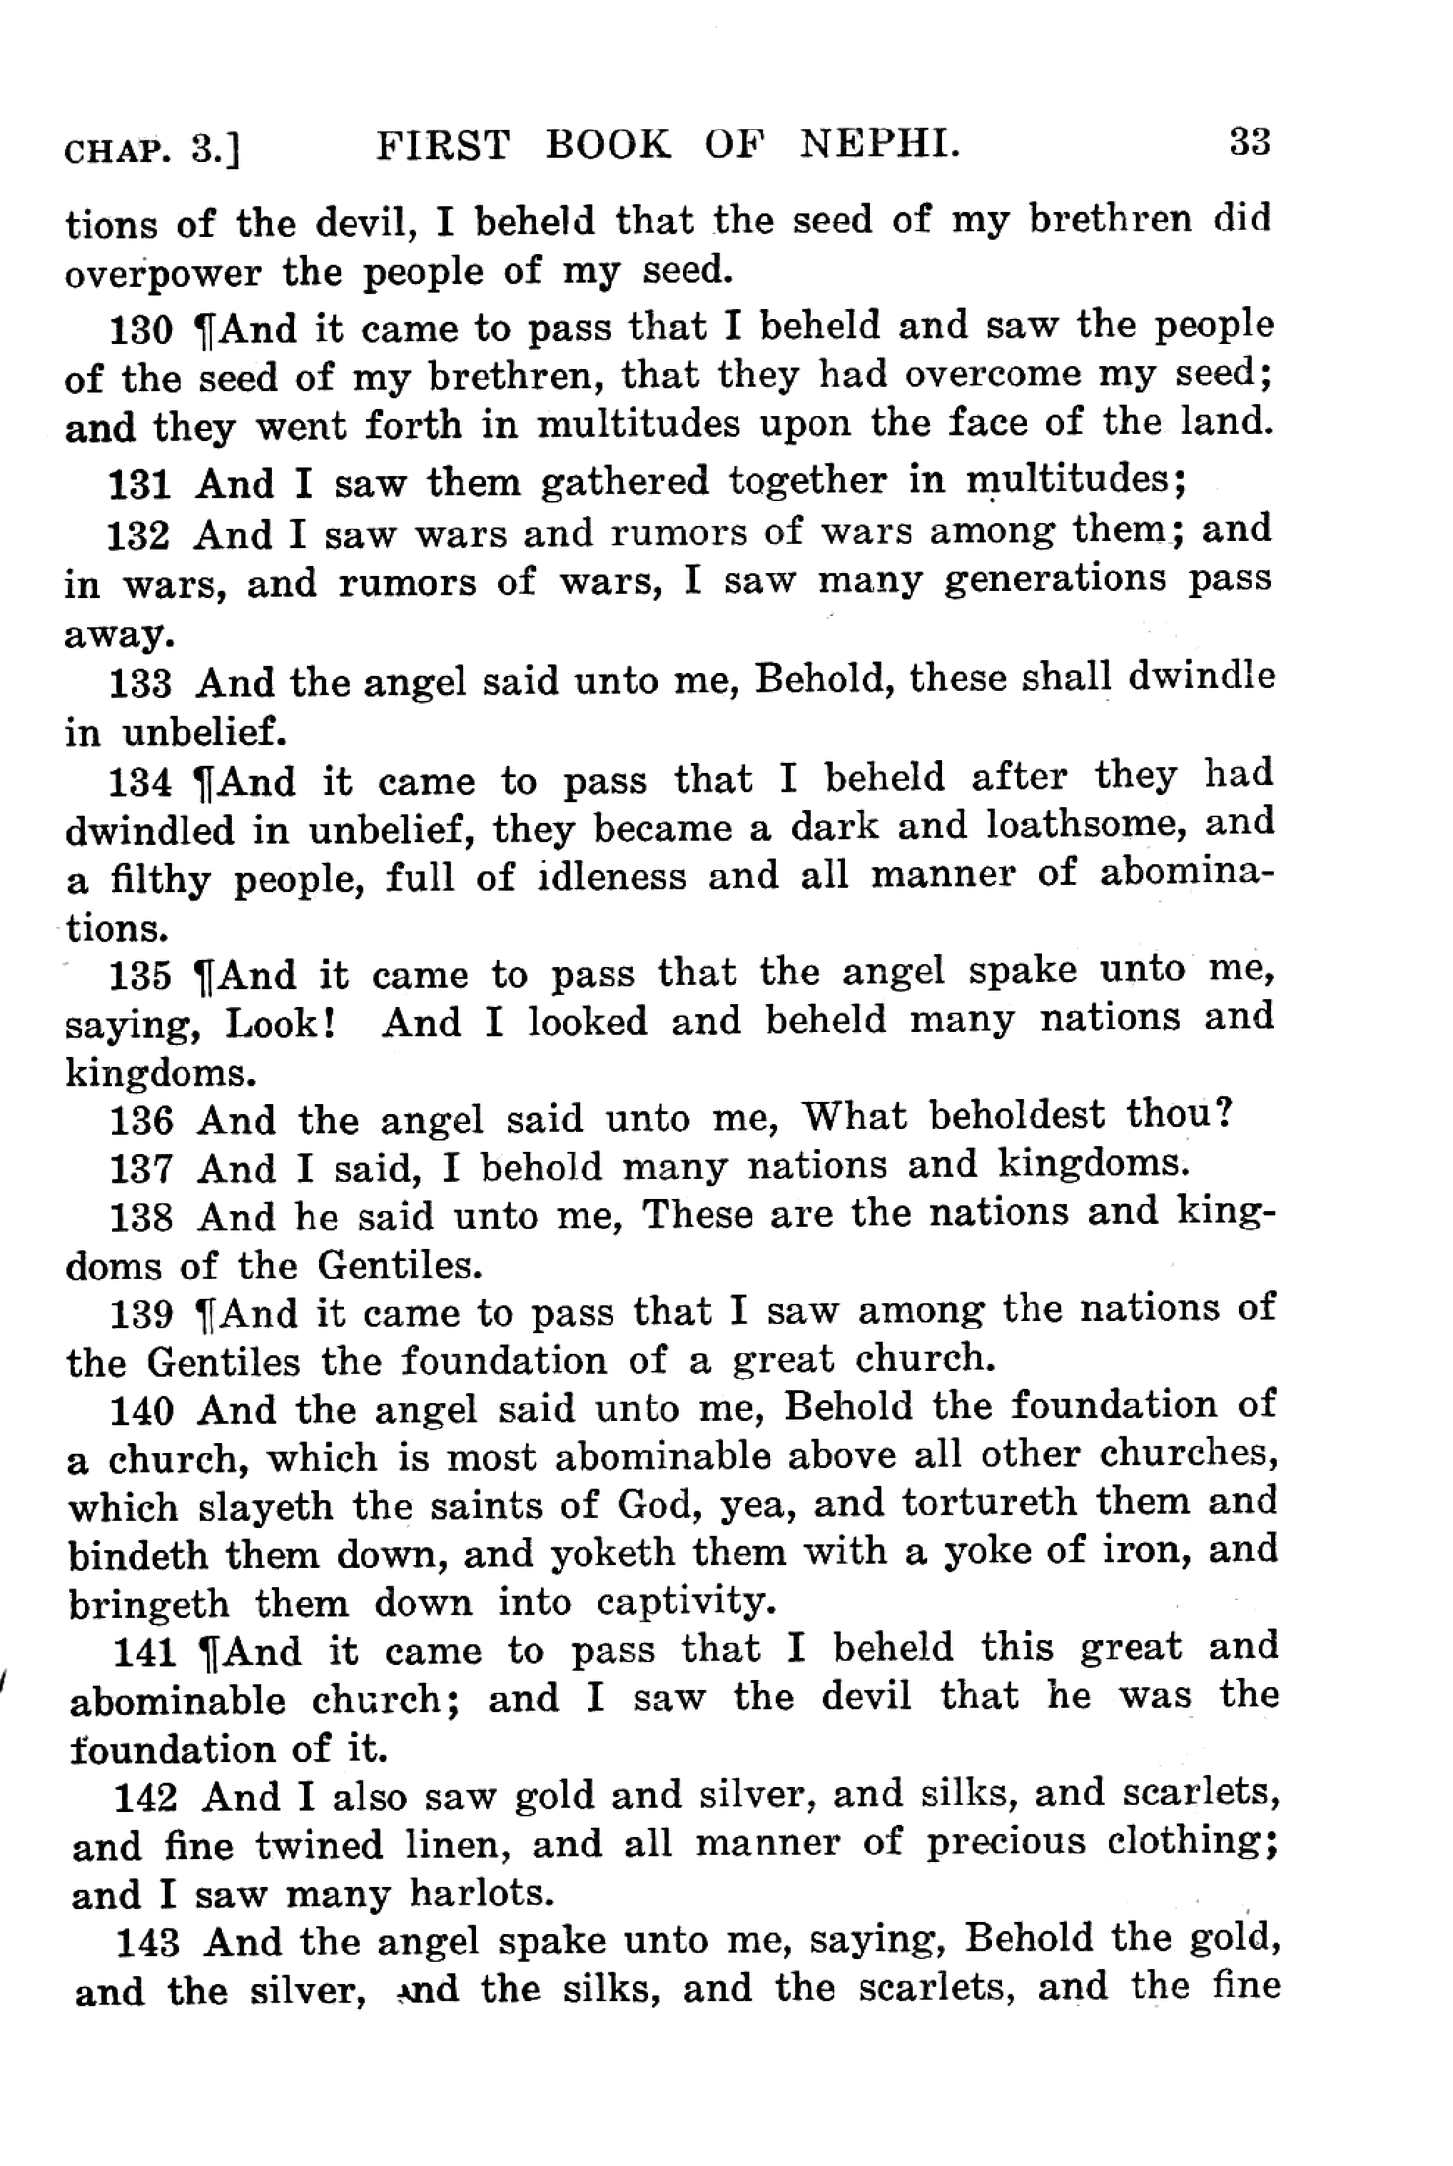 CHAP. 3.] FIRST BOOK OF NEPHI. 33
tions of the devil, I beheld that the seed of my brethren did
overpower the people of my seed.
130 ¶And it came to pass that I beheld and saw the people
of the seed of my brethren, that they had overcome my seed;
and they went forth in multitudes upon the face of the land.
131 And I saw them gathered together in multitudes;
132 And I saw wars and rumors of wars among them; and
in wars, and rumors of wars, I saw many generations pass
away.
133 And the angel said unto me, Behold, these shall dwindle
in unbelief.
134 ¶And it came to pass that I beheld after they had
dwindled in unbelief, they became a dark and loathsome, and
a filthy people, full of idleness and all manner of abomina-
tions.
135 ¶And it came to pass that the angel spake unto me,
saying, Look! And I looked and beheld many nations and
kingdoms.
136 And the angel said unto me, What beholdest thou?
137 And I said, I behold many nations and kingdoms.
138 And he said unto me, These are the nations and king-
doms of the Gentiles.
139 ¶And it came to pass that I saw among the nations of
the Gentiles the foundation of a great church.
140 And the angel said unto me, Behold the foundation of
a church, which is most abominable above all other churches,
which slayeth the saints of God, yea, and tortureth them and
bindeth them down, and yoketh them with a yoke of iron, and
bringeth them down into captivity.
141 ¶And it came to pass that I beheld this great and
abominable church; and I saw the devil that he was the
foundation of it.
142 And I also saw gold and silver, and silks, and scarlets,
and fine twined linen, and all manner of precious clothing;
and I saw many harlots.
143 And the angel spake unto me, saying, Behold the gold,
and the silver, and the silks, and the scarlets, and the fine